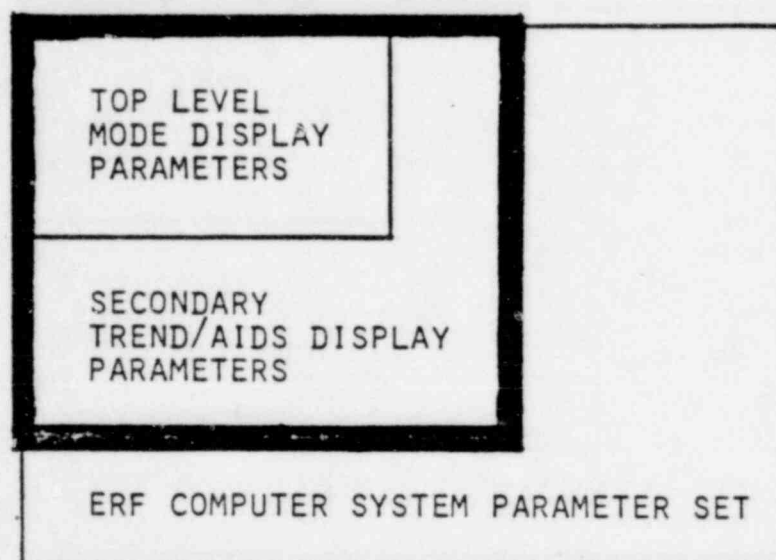 TOP LEVEL
MODE DISPLAY
PARAMETERS
SECONDARY
TREND/AIDS DISPLAY
PARAMETERS
ERF COMPUTER SYSTEM PARAMETER SET